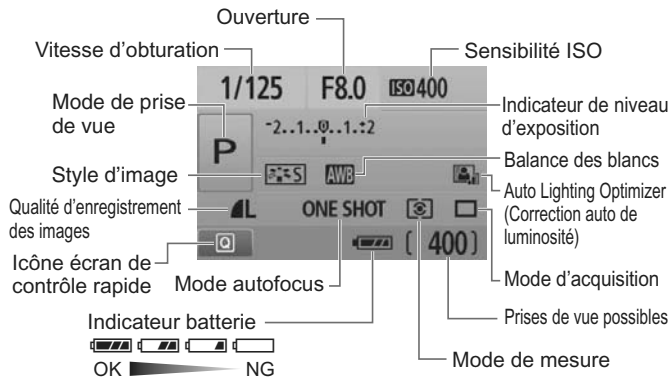 Ouverture
Vitesse d'obturation
Sensibilité ISO
1/125 F8.0 ISO 400
Mode de prise
de vue
Indicateur de niveau
d'exposition
-2..1..0..1.:2
P
Style d'image
S
AWB
Balance des blancs
Auto Lighting Optimizer
(Correction auto de
luminosité)
Qualité d'enregistrement
des images
L
ONE SHOT
Q
[ 400]
Icône écran de
contrôle rapide
Mode autofocus
Mode d'acquisition
Prises de vue possibles
Indicateur batterie
Mode de mesure
OK NG